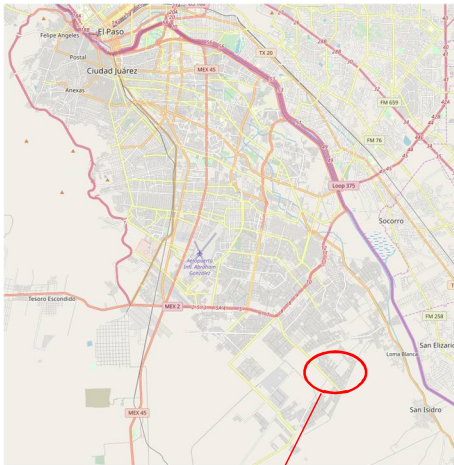 El Paso
Felipe Angeles
Postal
Ciudad Juárez
Anexas
TX 20
MEX 45
FM 659
FM 76
Loop 375
Socorro
Aeropuerto
Intl. Abraham
González
Tesoro Escondido
MEX 2
FM 258
San Elizario
Loma Blanca
MEX 45
San Isidro